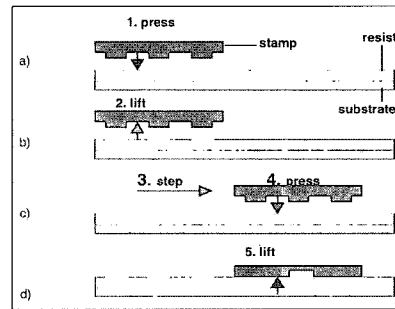 1. press
stamp
resist
a)
substrate
2. lift
b)
3. step
4. press
c)
5. lift
d)